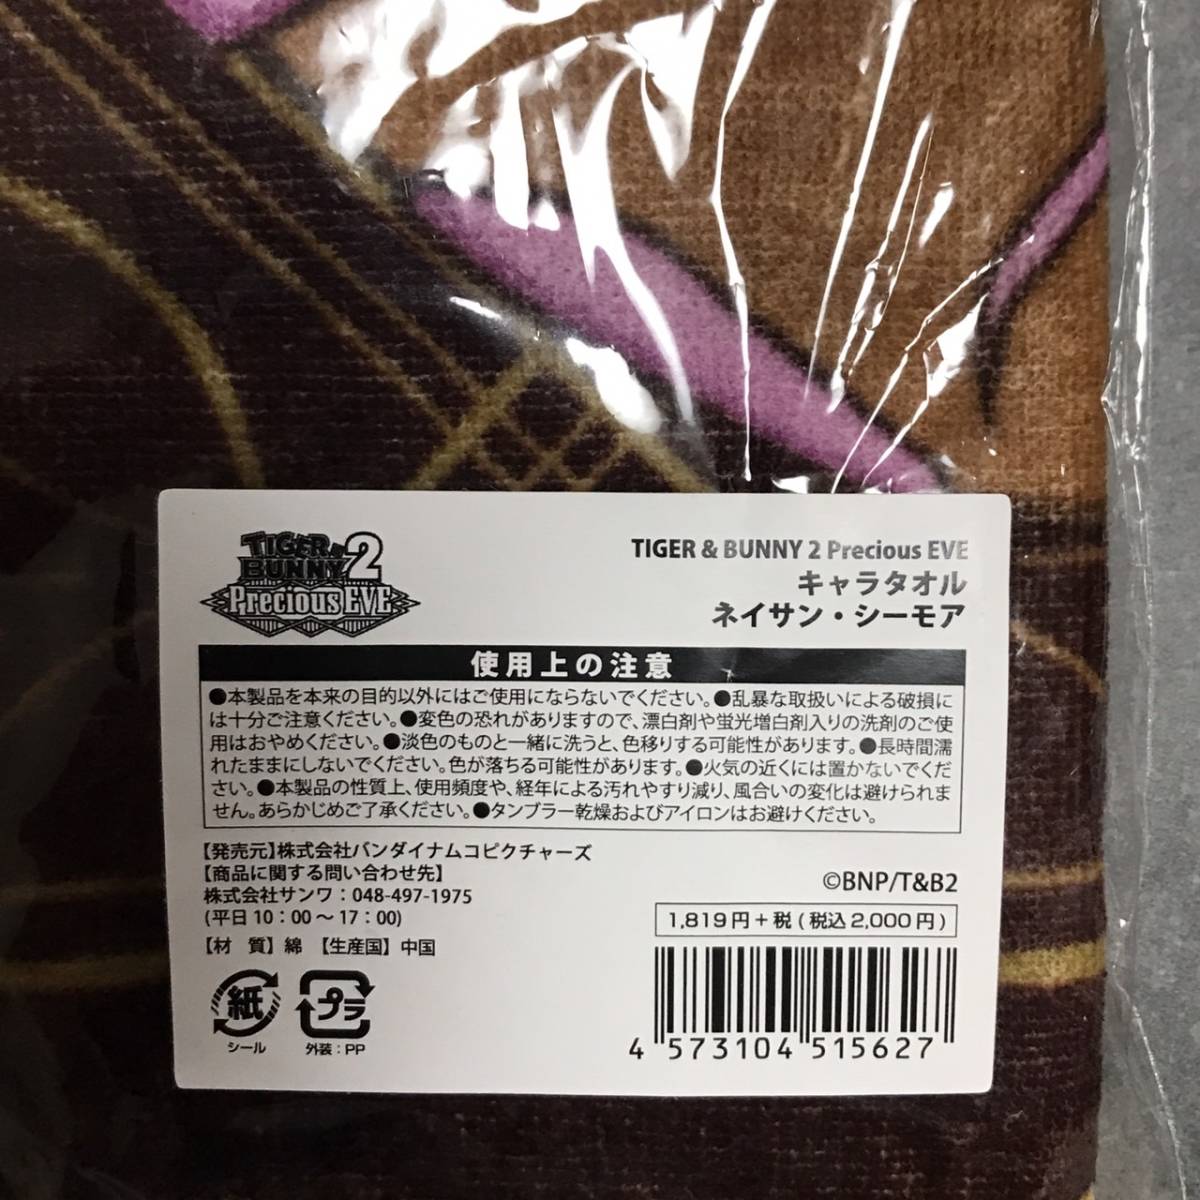 TIGER &
BUNNY 2
Precious EVE
TIGER & BUNNY 2 Precious EVE
キャラタオル
ネイサン・シーモア
使用上の注意
●本製品を本来の目的以外にはご使用にならないでください。●乱暴な取扱いによる破損に
は十分ご注意ください。●変色の恐れがありますので、漂白剤や蛍光増白剤入りの洗剤のご使
用はおやめください。●淡色のものと一緒に洗うと、色移りする可能性があります。●長時間濡
れたままにしないでください。色が落ちる可能性があります。●火気の近くには置かないでくだ
さい。●本製品の性質上、使用頻度や、経年による汚れやすり減り、風合いの変化は避けられま
せん。あらかじめご了承ください。●タンブラー乾燥およびアイロンはお避けください。
【発売元】株式会社バンダイナムコピクチャーズ
【商品に関する問い合わせ先】
株式会社サンワ：048-497-1975
(平日10：00～17：00)
【材 質】綿 【生産国】中国
©BNP/T&B2
1,819円+税(税込2,000円)
紙
シール
プラ
外装：PP
4 573104 515627